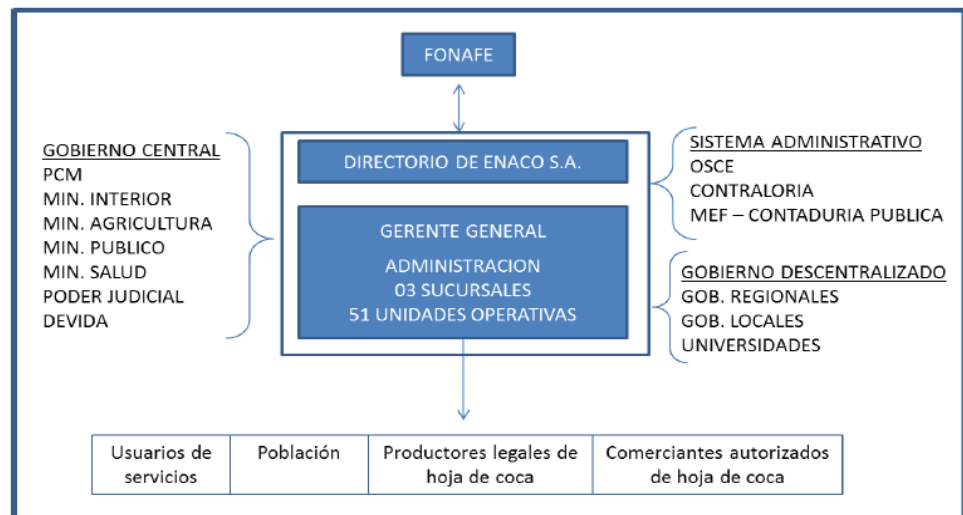 FONAFE
GOBIERNO CENTRAL
PCM
MIN. INTERIOR
MIN. AGRICULTURA
MIN. PUBLICO
MIN. SALUD
PODER JUDICIAL
DEVIDA
DIRECTORIO DE ENACO S.A.
GERENTE GENERAL
ADMINISTRACION
03 SUCURSALES
51 UNIDADES OPERATIVAS
SISTEMA ADMINISTRATIVO
OSCE
CONTRALORIA
MEF – CONTADURIA PUBLICA
GOBIERNO DESCENTRALIZADO
GOB. REGIONALES
GOB. LOCALES
UNIVERSIDADES
Usuarios de
servicios
Población
Productores legales de
hoja de coca
Comerciantes autorizados
de hoja de coca